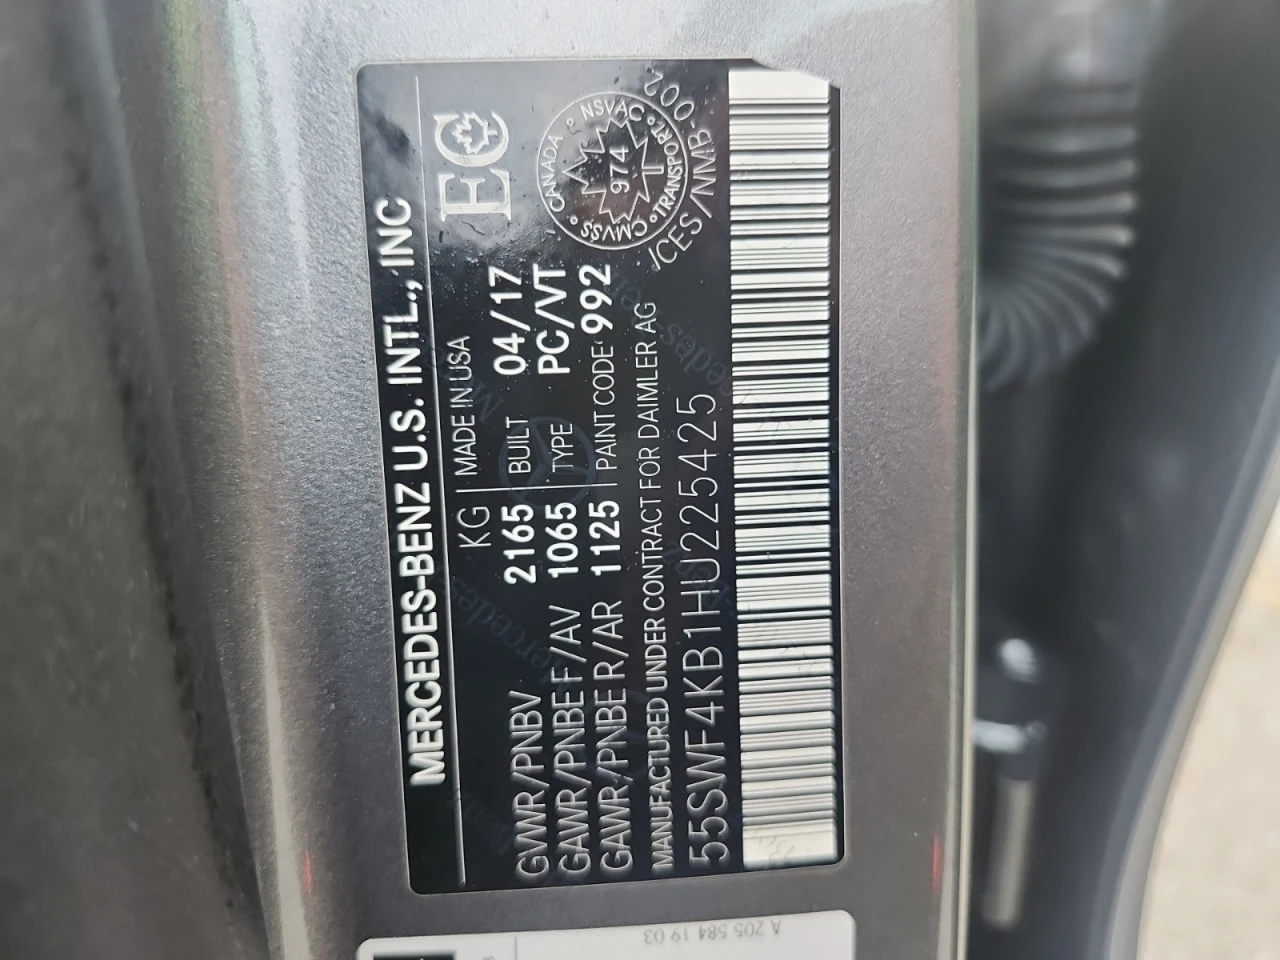 MERCEDES-BENZ U.S. INTL., INC
KG MADE IN USA
GVWR/PNBV 2165 BUILT 04/17
GAWR/PNBE F/AV 1065 TYPE PC/VT
GAWR/PNBE R/AR 1125 PAINT CODE 992
MANUFACTURED UNDER CONTRACT FOR DAIMLER AG
55SWF4KB1HU225425
EC
CANADA NSVAC
974
CMVSS TRANSPORT C
ICES/NMB-002
A 205 584 19 03